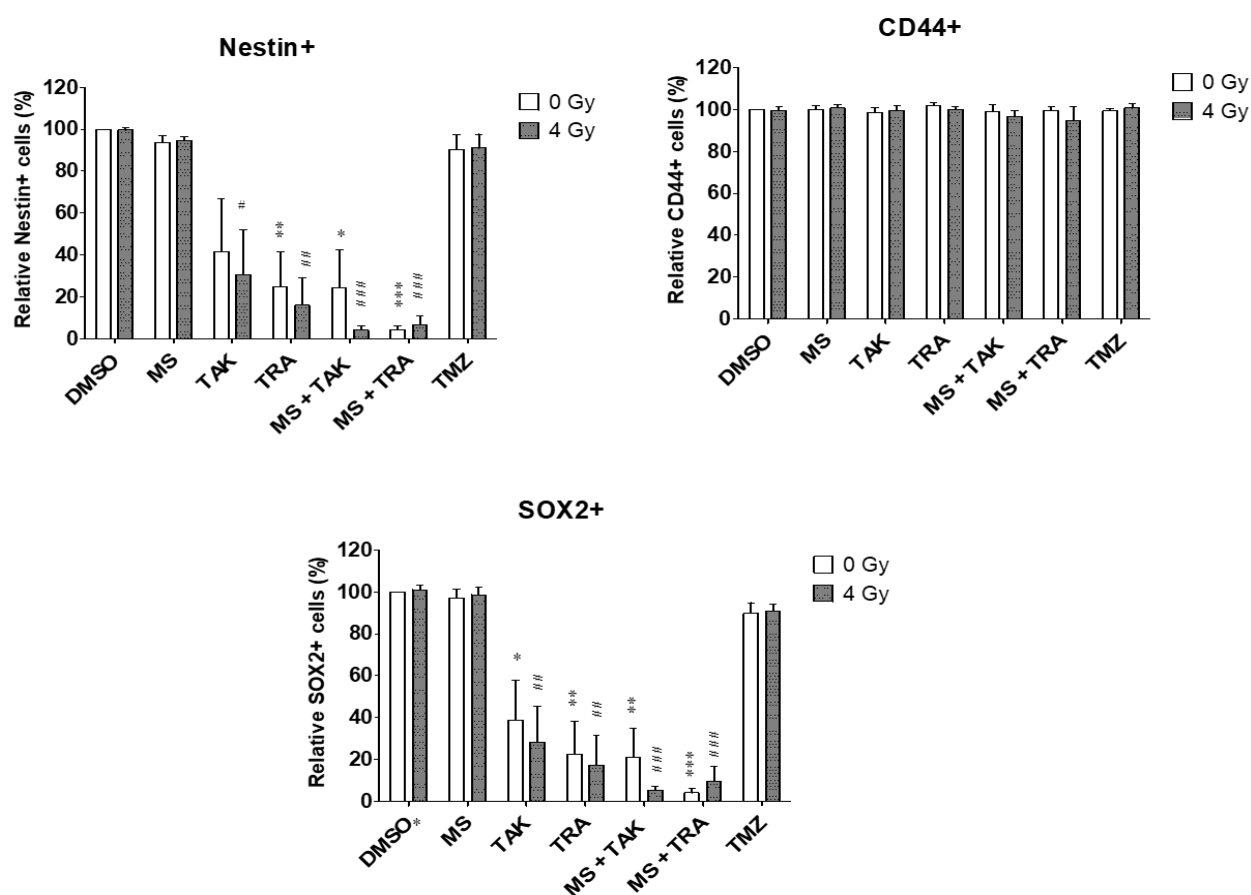 Nestin+
Relative Nestin+ cells (%)
120
100
80
60
40
20
0
0 Gy
4 Gy
#
**
##
*
###
***
###
DMSO
MS
TAK
TRA
MS + TAK
MS + TRA
TMZ
CD44+
Relative CD44+ cells (%)
120
100
80
60
40
20
0
0 Gy
4 Gy
DMSO
MS
TAK
TRA
MS + TAK
MS + TRA
TMZ
SOX2+
Relative SOX2+ cells (%)
120
100
80
60
40
20
0
0 Gy
4 Gy
*
##
**
##
**
###
***
###
DMSO*
MS
TAK
TRA
MS + TAK
MS + TRA
TMZ